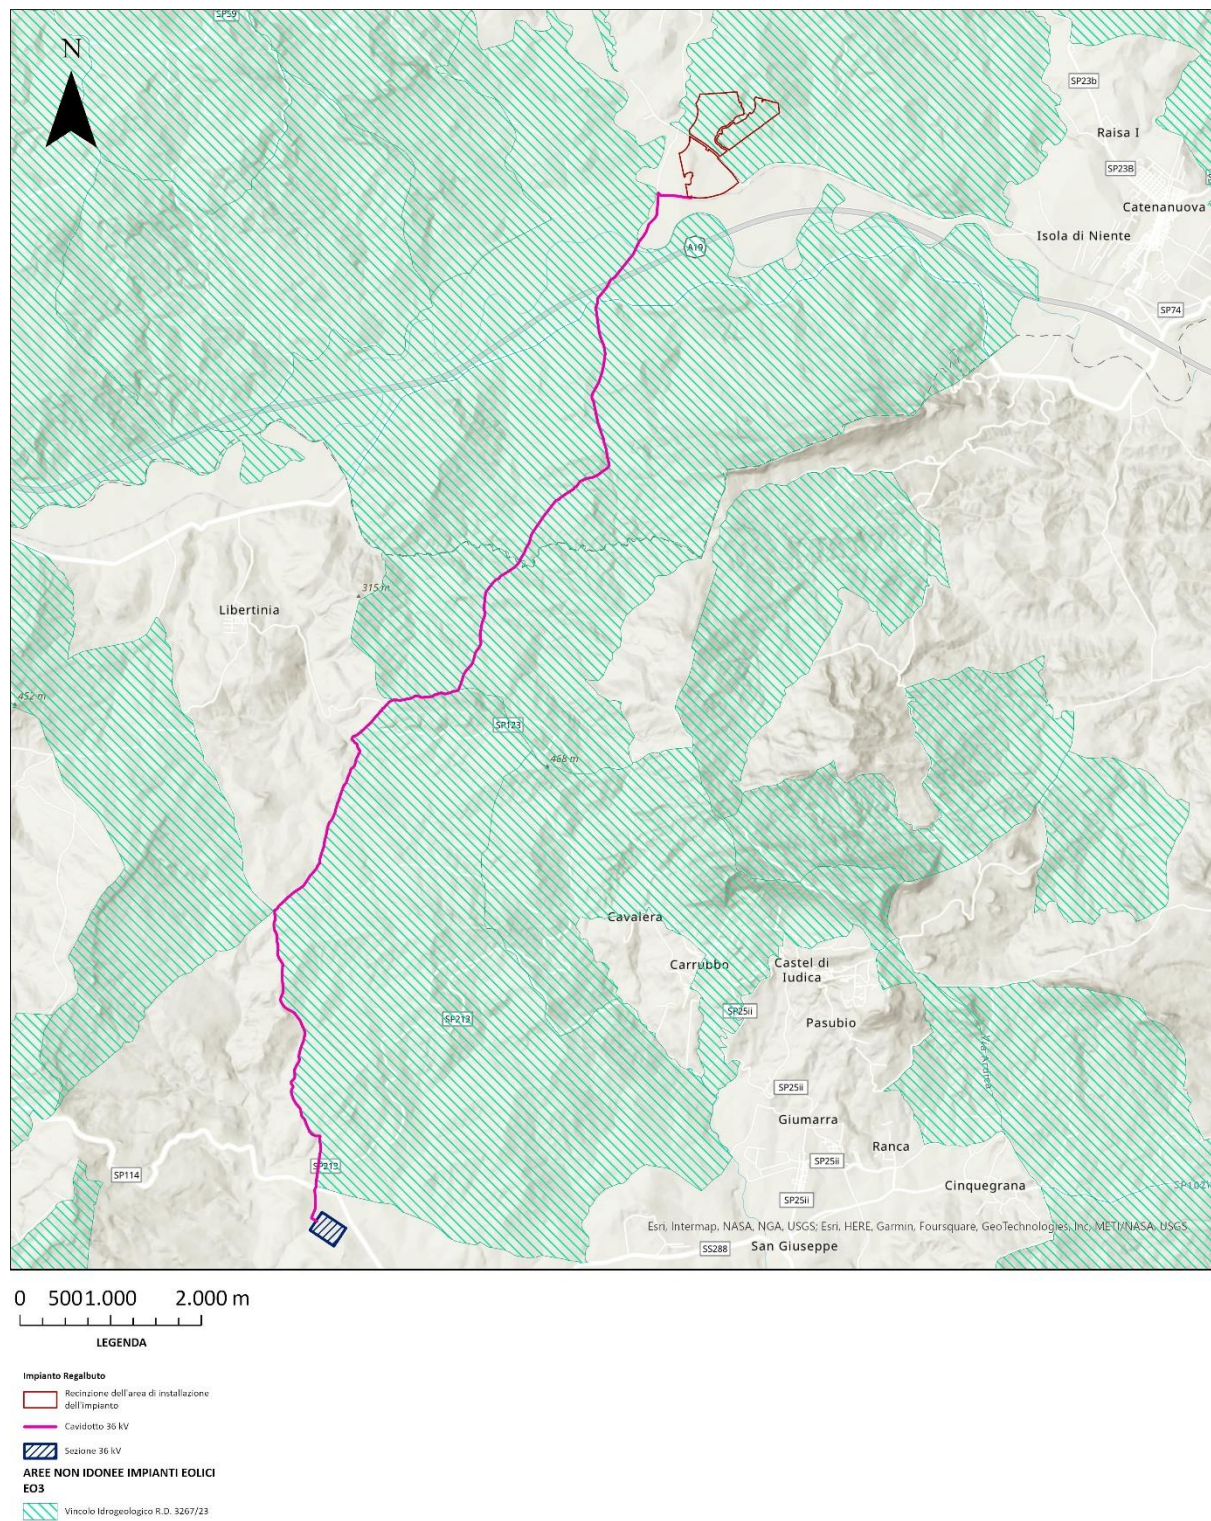 SP59
N
SP23b
Raisa I
SP23B
Catenanuova
Isola di Niente
A19
SP74
315 m
Libertinia
452 m
SP123
468 m
Cavalera
Carrubbo
Castel di
Iudica
SP25ii
SP213
Pasubio
SP25ii
Giumarra
Ranca
SP114
SP213
SP25ii
Cinquegrana
SP25ii
Esri, Intermap, NASA, NGA, USGS; Esri, HERE, Garmin, Foursquare, GeoTechnologies, Inc, METI/NASA, USGS
SS288
San Giuseppe
0 5001.000 2.000 m
LEGENDA
Impianto Regalbuto
Recinzione dell'area di installazione
dell'impianto
Cavidotto 36 kV
Sezione 36 kV
AREE NON IDONEE IMPIANTI EOLICI
EO3
Vincolo Idrogeologico R.D. 3267/23